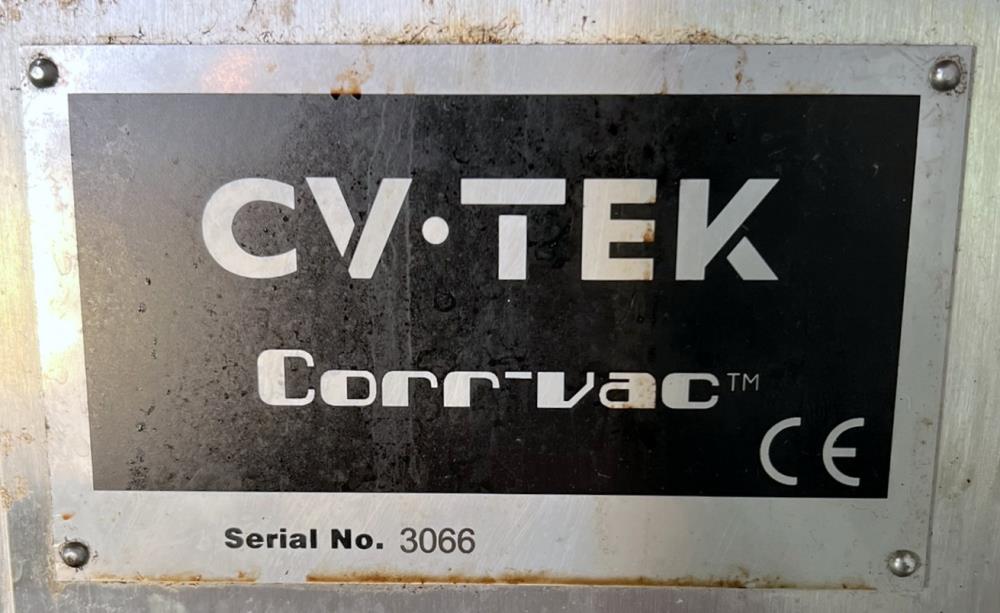 CV·TEK
Corr-vac™
CE
Serial No. 3066